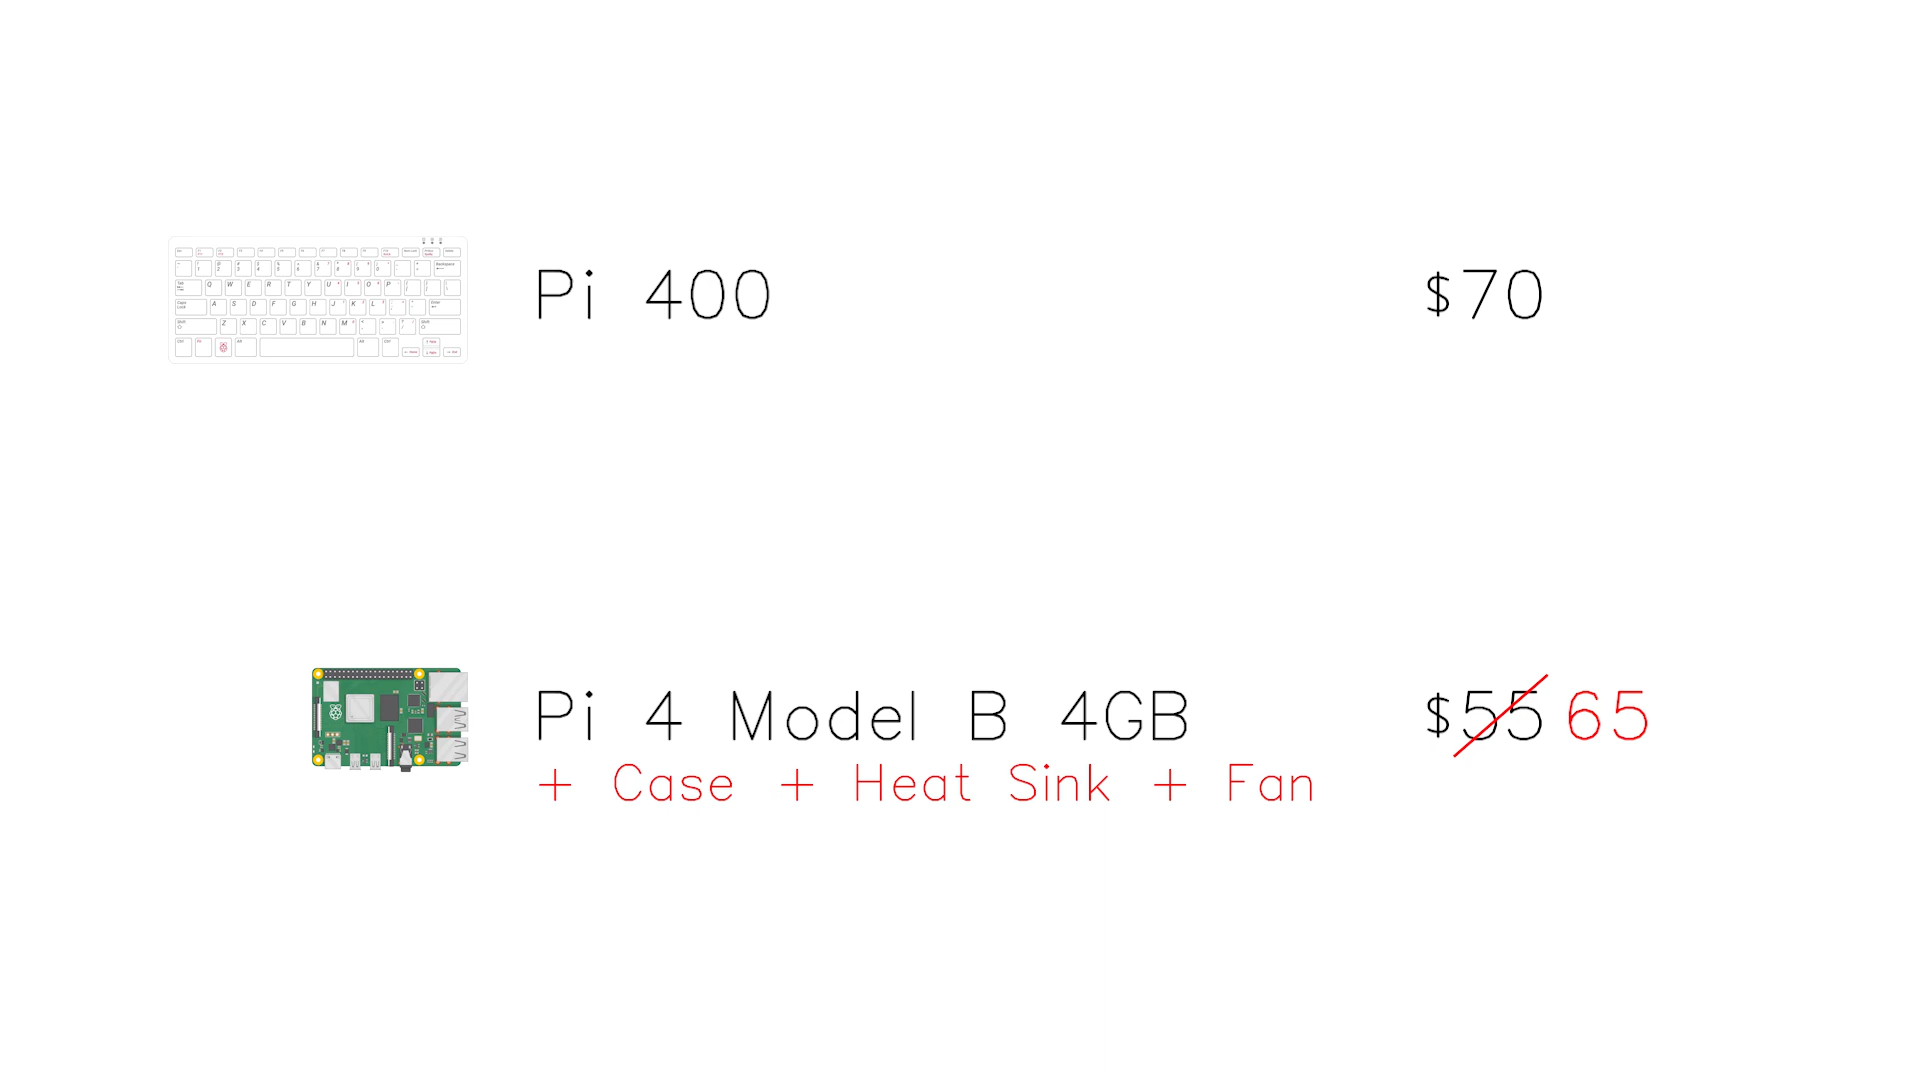 Pi 400 $70
Q W E R T Y U I O P
A S D F G H J K L
Z X C V B N M
Pi 4 Model B 4GB $55 65
+ Case + Heat Sink + Fan